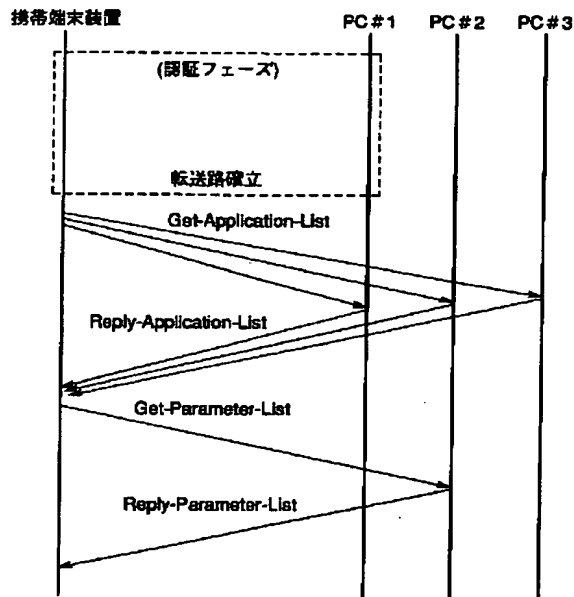 携帯端末装置
PC#1
PC#2
PC#3
(認証フェーズ)
転送路確立
Get-Application-List
Reply-Application-List
Get-Parameter-List
Reply-Parameter-List